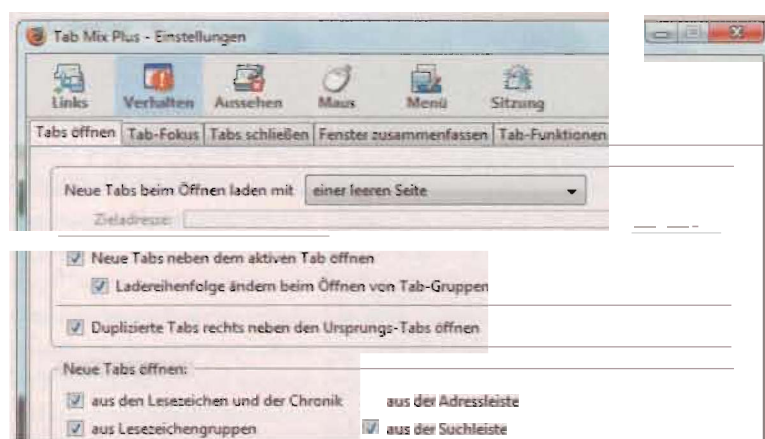 Tab Mix Plus - Einstellungen
Links Verhalten Aussehen Maus Menü Sitzung
Tabs öffnen Tab-Fokus Tabs schließen Fenster zusammenfassen Tab-Funktionen
Neue Tabs beim Öffnen laden mit einer leeren Seite
Zieladresse:
Neue Tabs neben dem aktiven Tab öffnen
Ladereihenfolge ändern beim Öffnen von Tab-Gruppen
Duplizierte Tabs rechts neben den Ursprungs-Tabs öffnen
Neue Tabs öffnen:
aus den Lesezeichen und der Chronik aus der Adressleiste
aus Lesezeichengruppen aus der Suchleiste